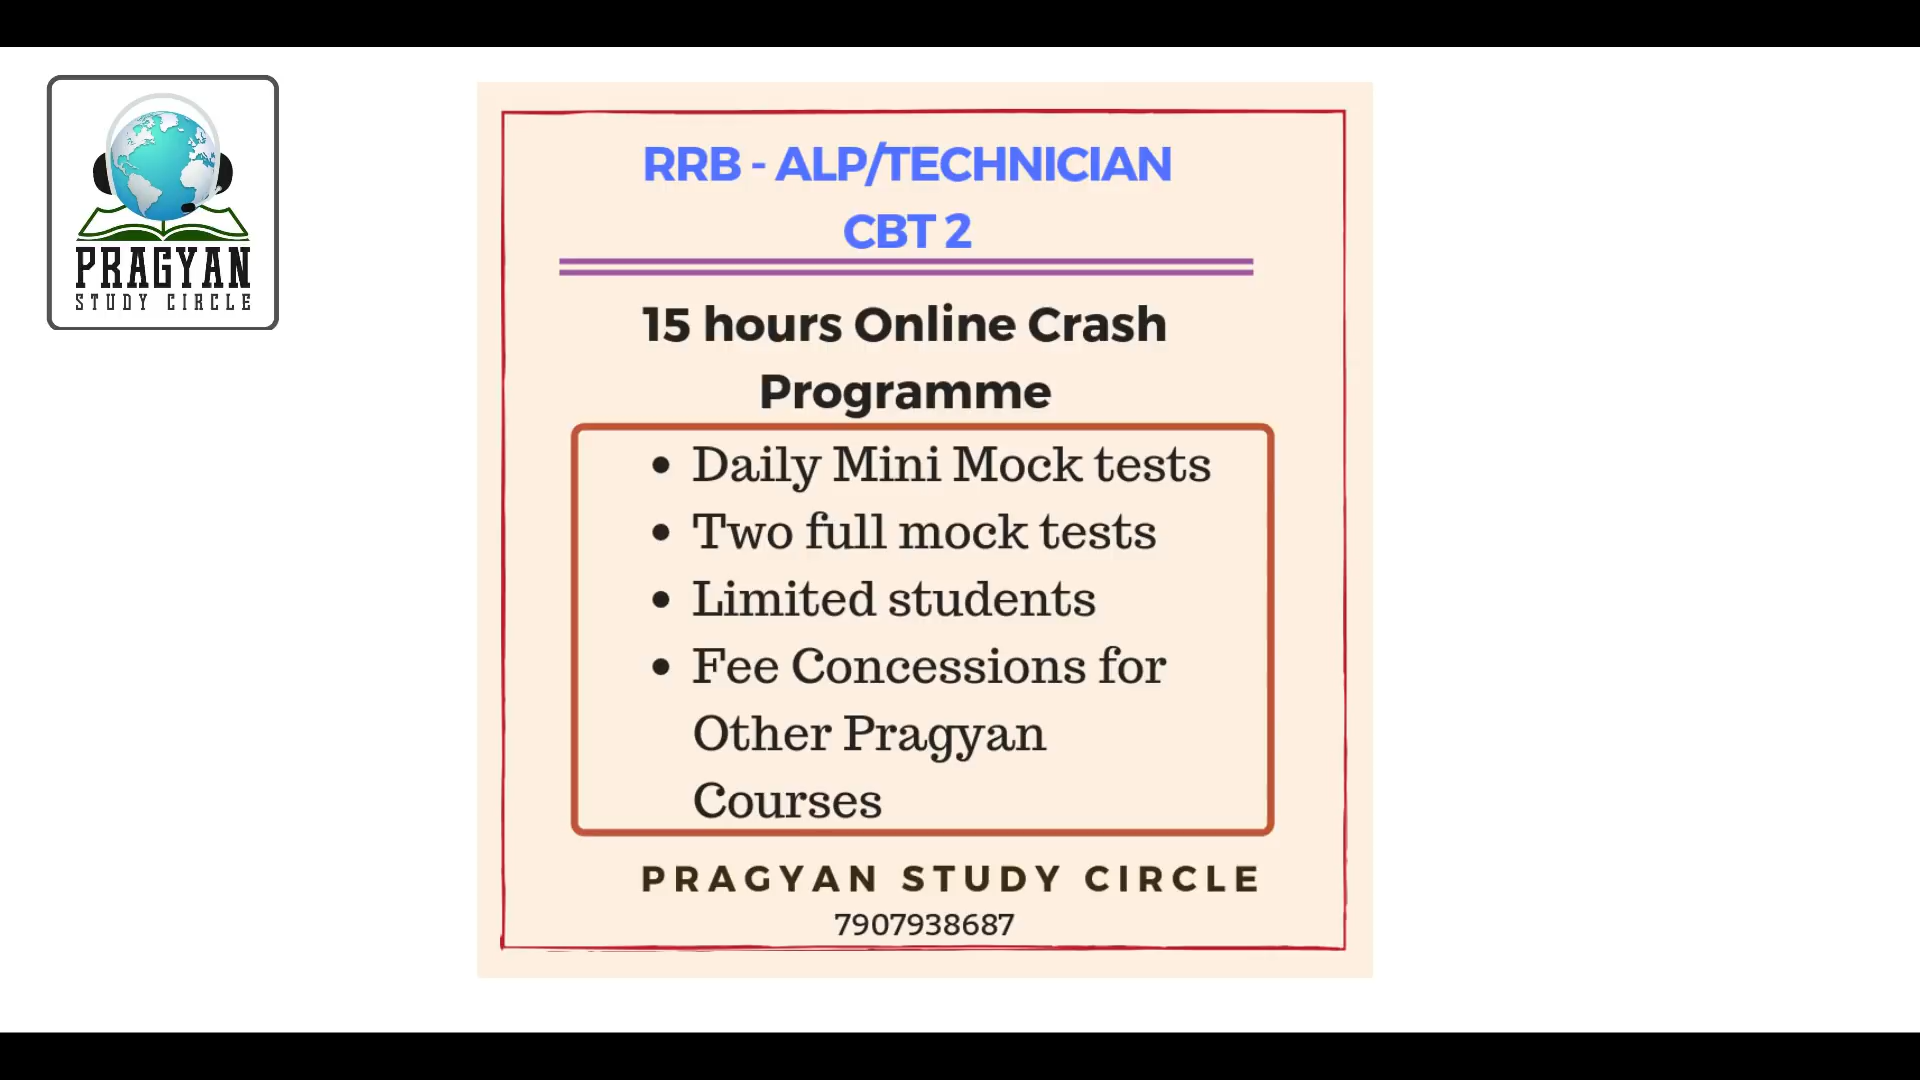 PRAGYAN
STUDY CIRCLE
RRB - ALP/TECHNICIAN
CBT 2
15 hours Online Crash
Programme
• Daily Mini Mock tests
• Two full mock tests
• Limited students
• Fee Concessions for
Other Pragyan
Courses
PRAGYAN STUDY CIRCLE
7907938687